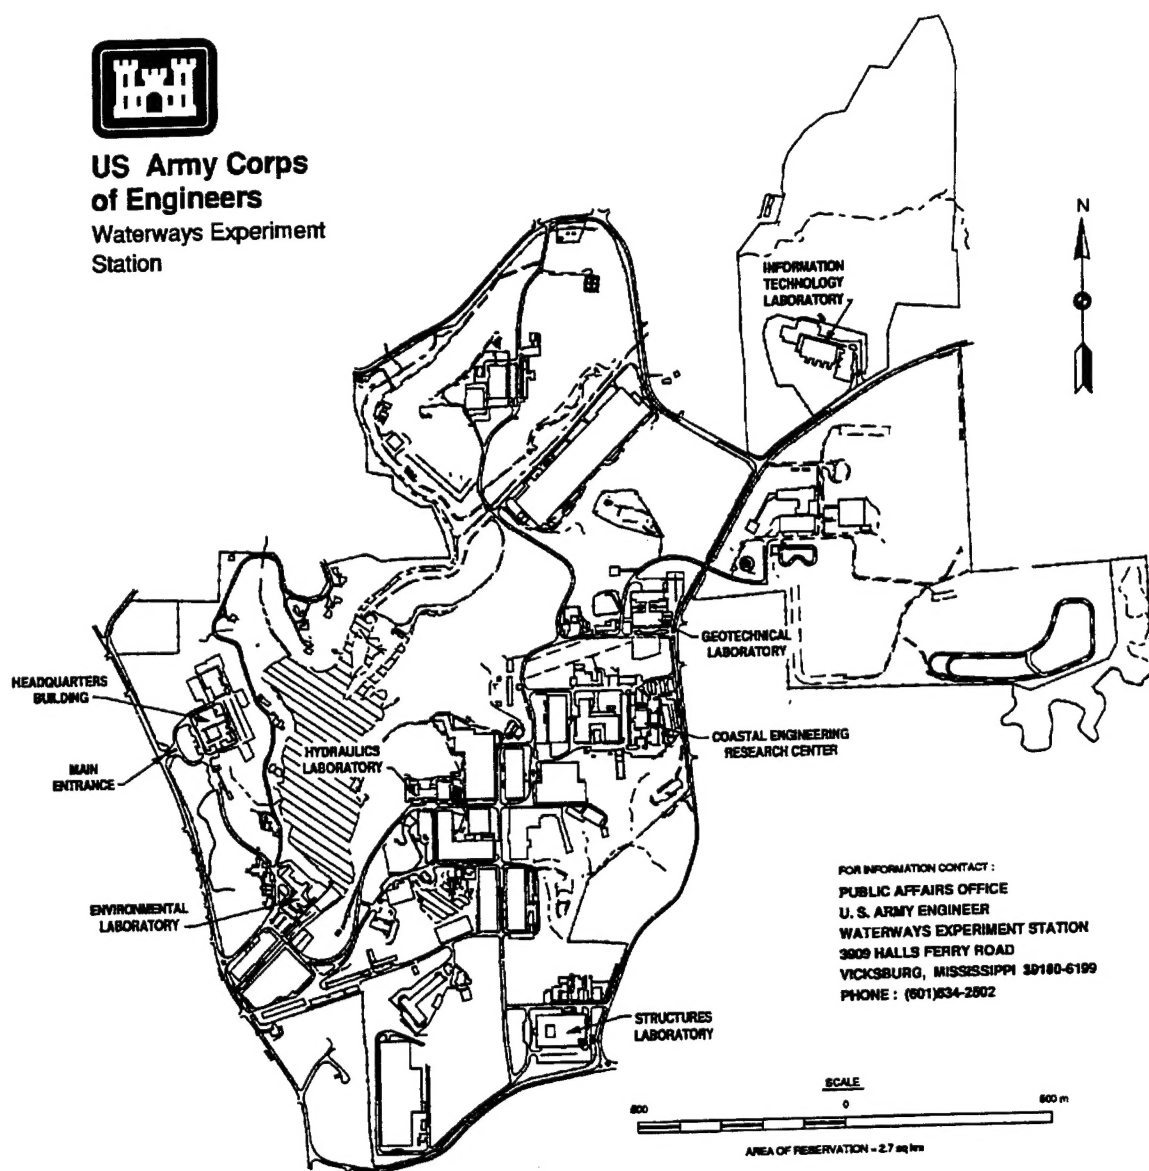 US Army Corps
of Engineers
Waterways Experiment
Station
N
INFORMATION
TECHNOLOGY
LABORATORY
GEOTECHNICAL
LABORATORY
HEADQUARTERS
BUILDING
COASTAL ENGINEERING
RESEARCH CENTER
HYDRAULICS
LABORATORY
MAIN
ENTRANCE
ENVIRONMENTAL
LABORATORY
FOR INFORMATION CONTACT :
PUBLIC AFFAIRS OFFICE
U. S. ARMY ENGINEER
WATERWAYS EXPERIMENT STATION
3909 HALLS FERRY ROAD
VICKSBURG, MISSISSIPPI 39180-6199
PHONE : (601)634-2502
STRUCTURES
LABORATORY
SCALE
500 0 500 m
AREA OF RESERVATION = 2.7 sq km